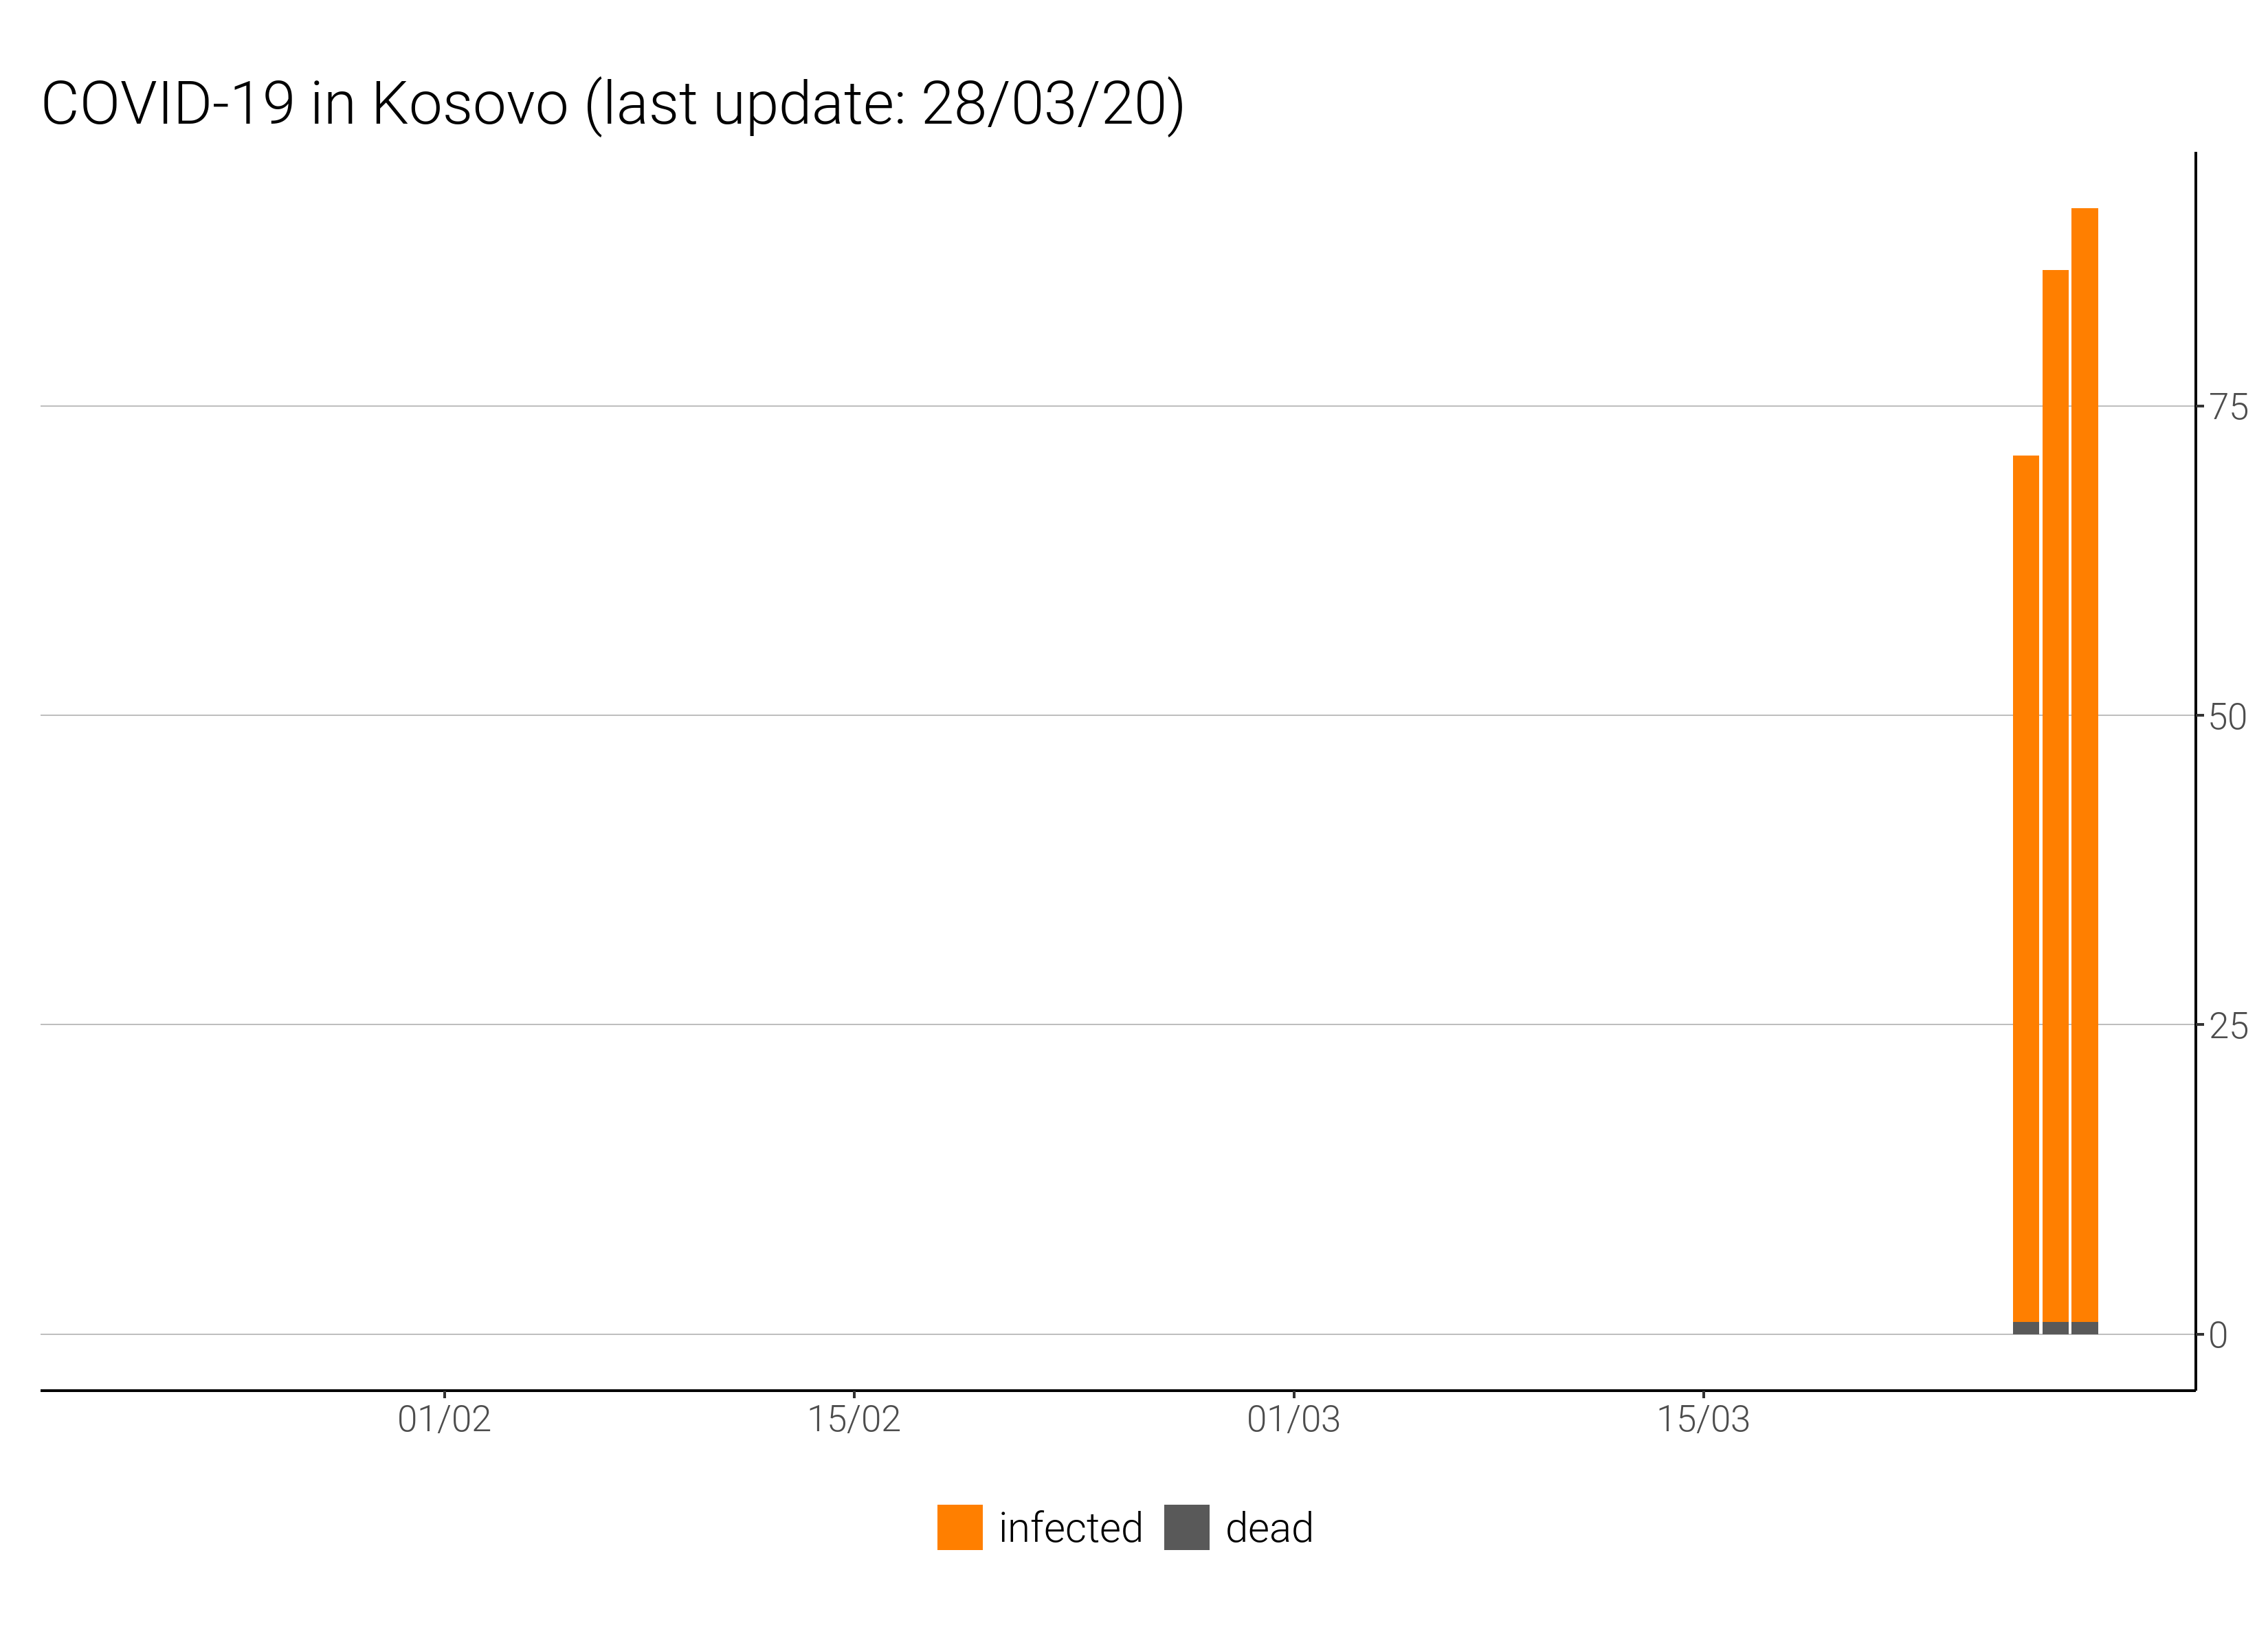 COVID-19 in Kosovo (last update: 28/03/20)
75
50
25
0
01/02 15/02 01/03 15/03
infected dead